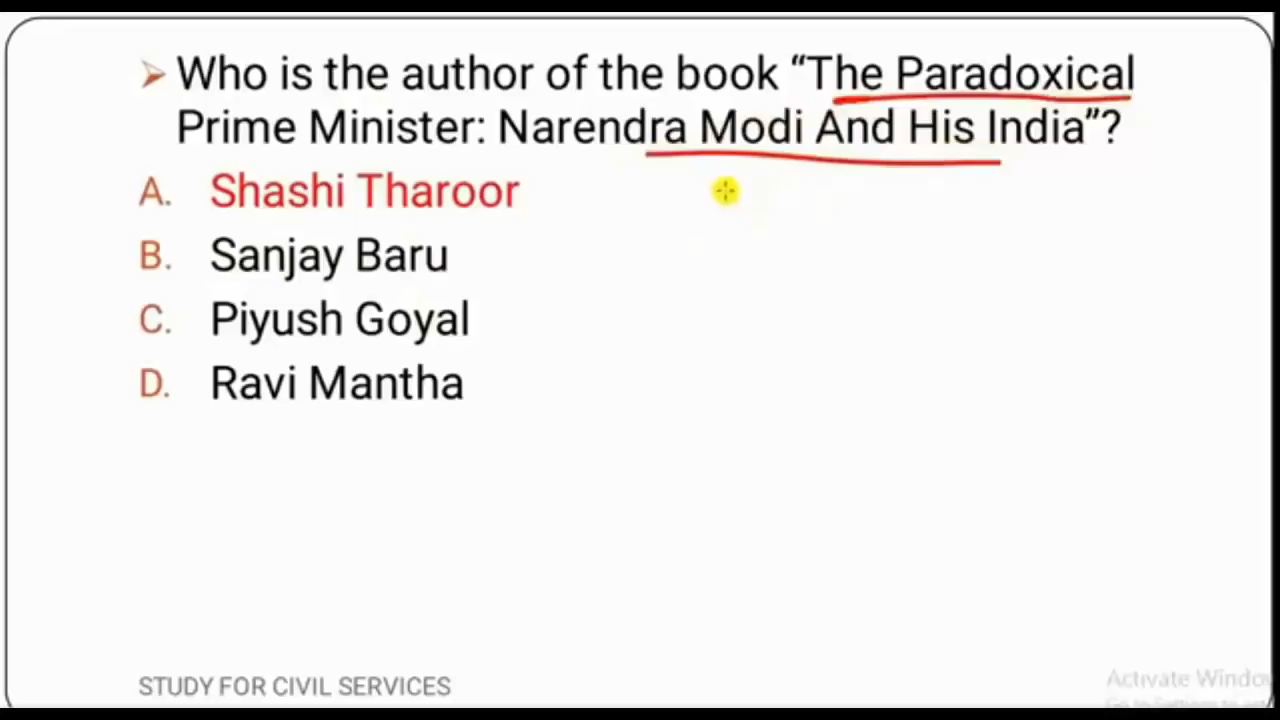 ➢ Who is the author of the book “The Paradoxical
Prime Minister: Narendra Modi And His India”?
A. Shashi Tharoor
B. Sanjay Baru
C. Piyush Goyal
D. Ravi Mantha
STUDY FOR CIVIL SERVICES
Activate Windo